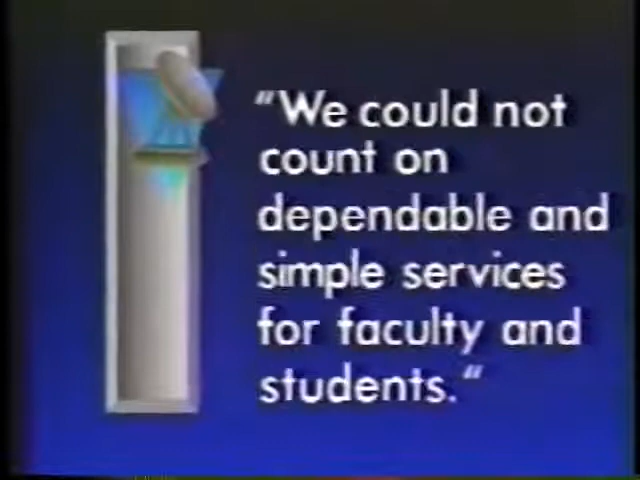 "We could not
count on
dependable and
simple services
for faculty and
students."